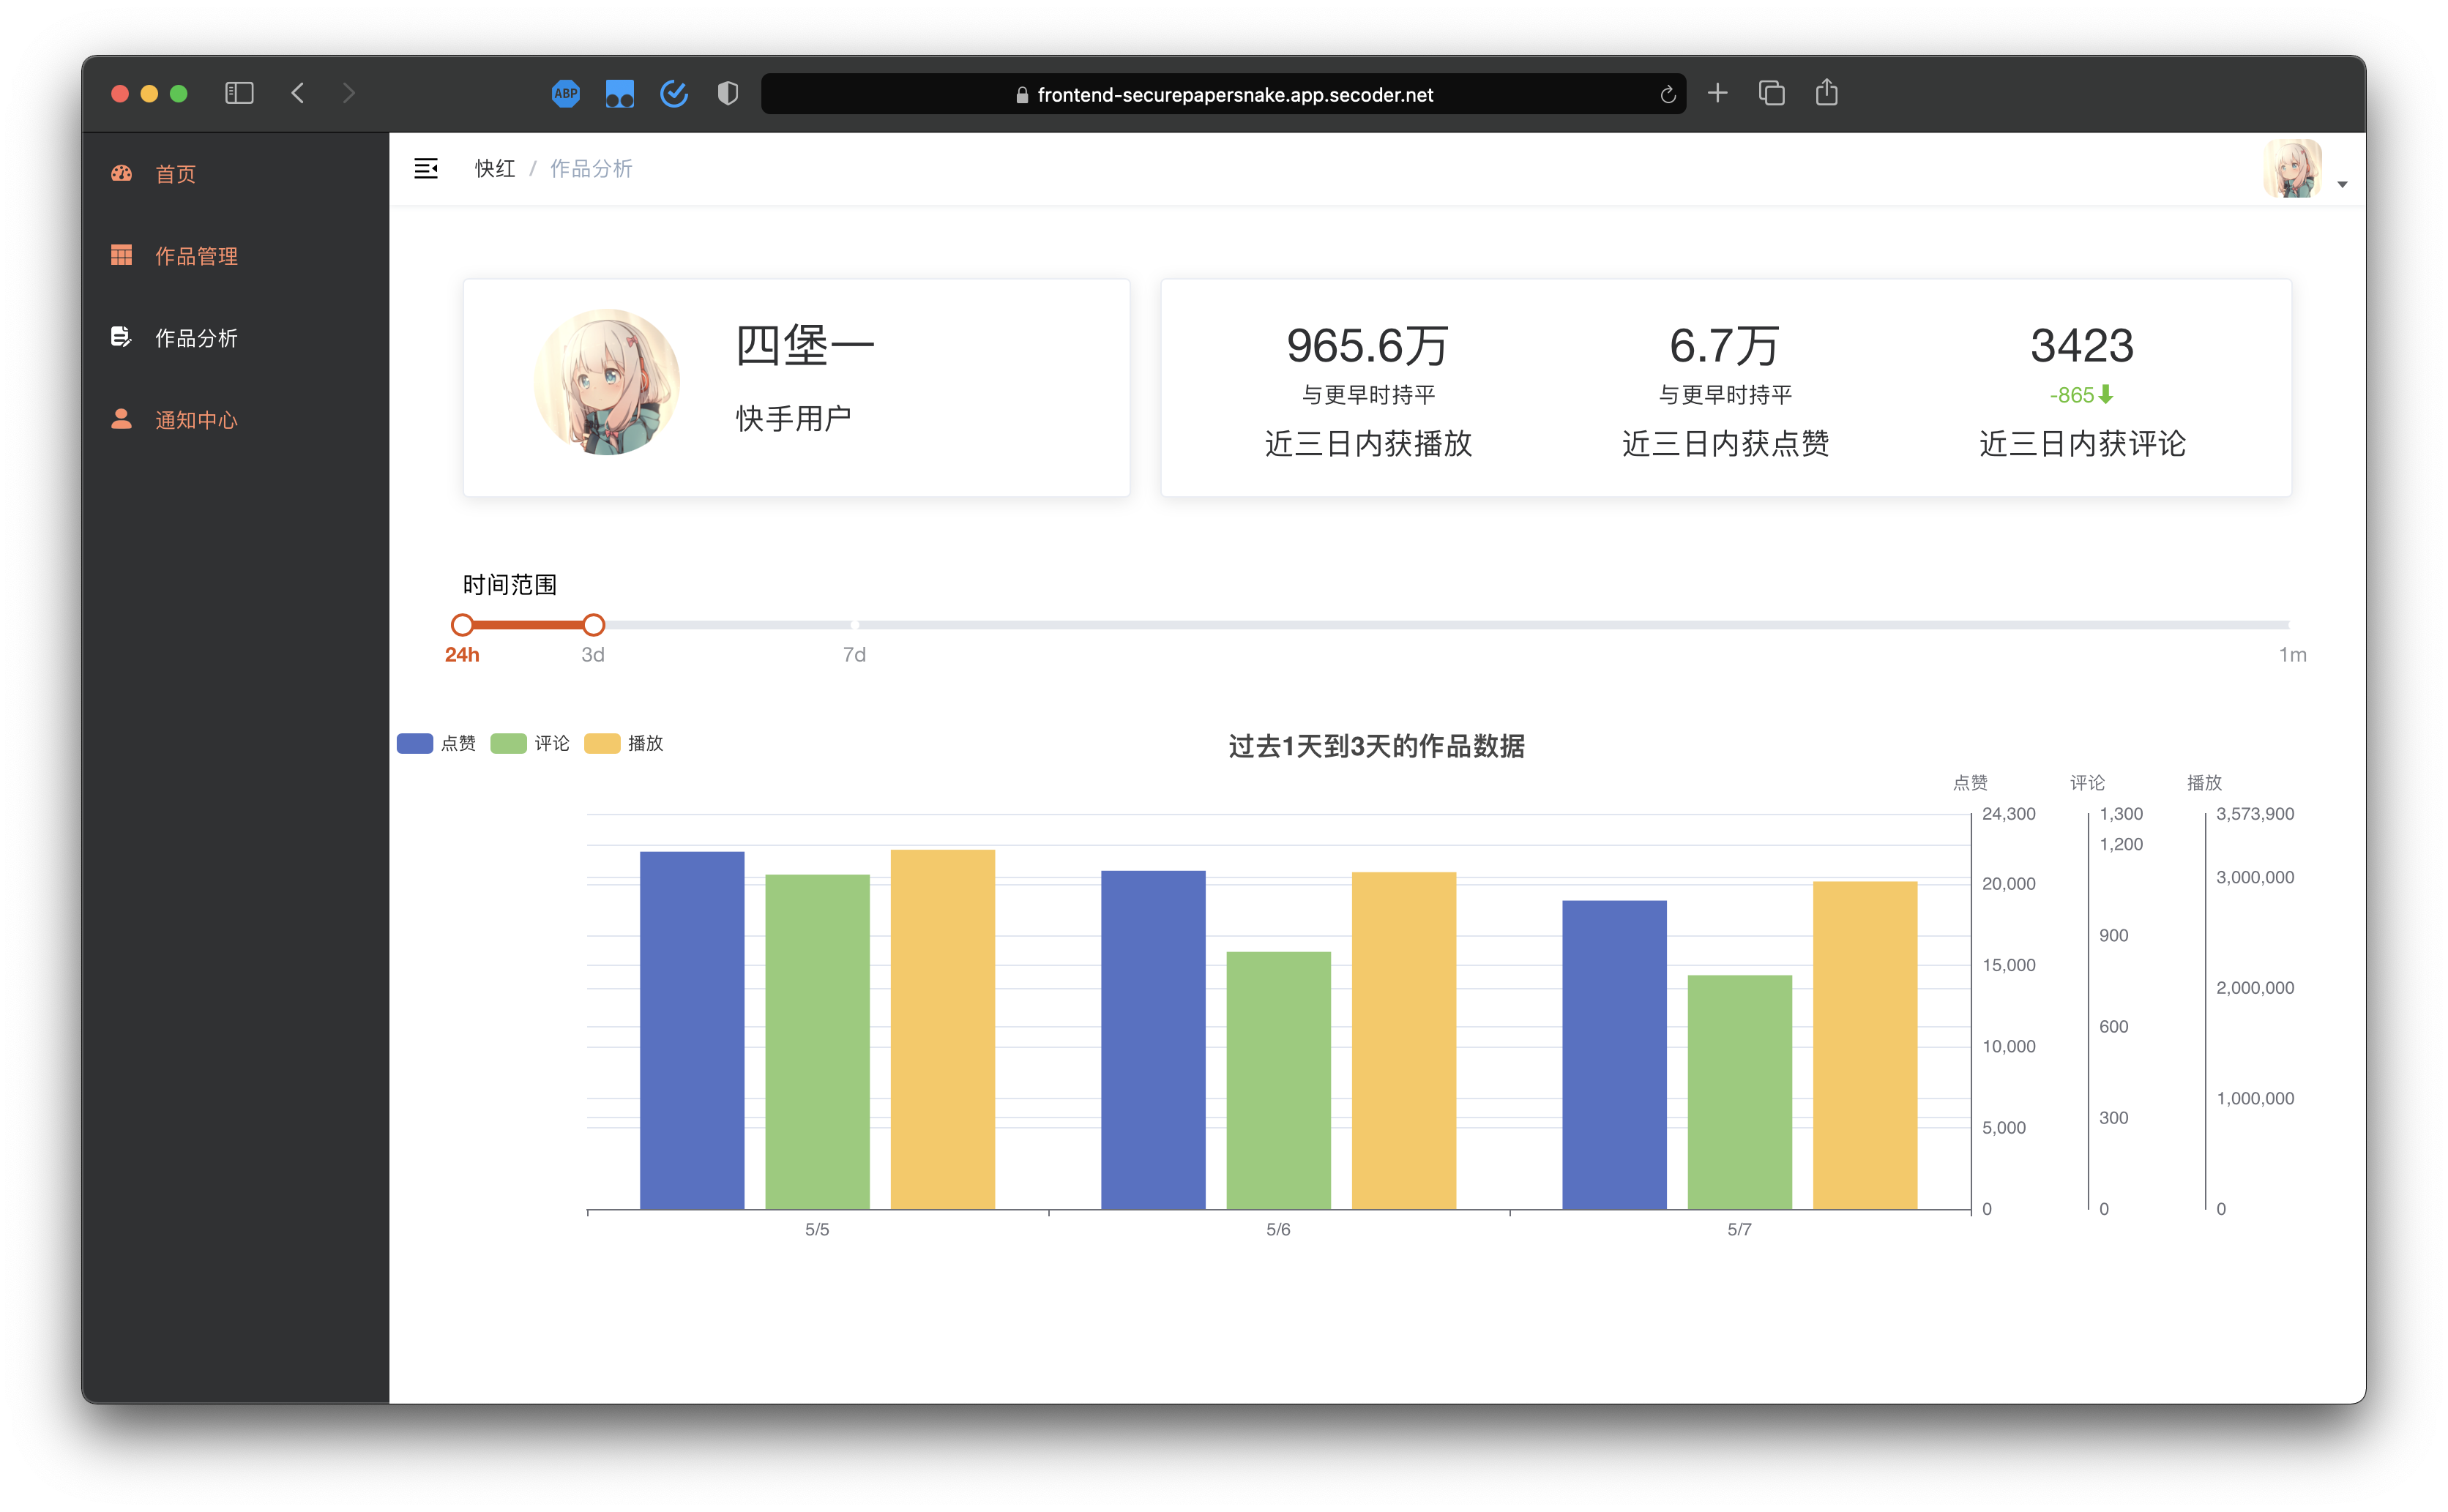 ABP
frontend-securepapersnake.app.secoder.net
首页
作品管理
作品分析
通知中心
快红 / 作品分析
四堡一
快手用户
965.6万
与更早时持平
近三日内获播放
6.7万
与更早时持平
近三日内获点赞
3423
-865
近三日内获评论
时间范围
24h 3d 7d 1m
点赞 评论 播放
过去1天到3天的作品数据
点赞 评论 播放
24,300 1,300 3,573,900
1,200
20,000 3,000,000
900
15,000
2,000,000
600
10,000
1,000,000
300
5,000
0 0 0
5/5 5/6 5/7